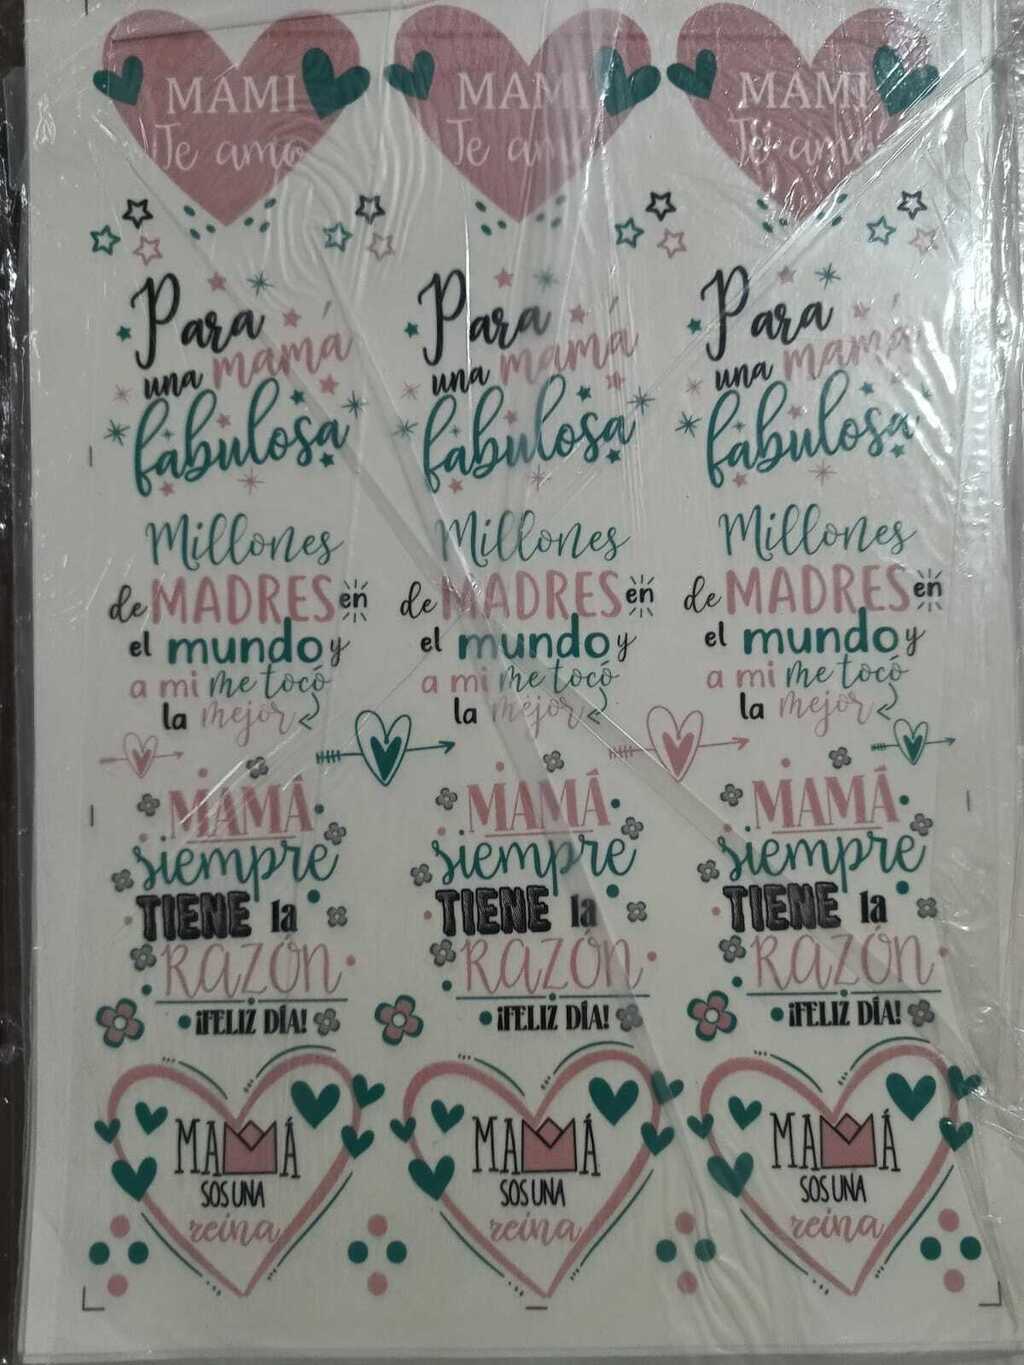 MAMI MAMI MAMI
Te amo Te amo Te amo
Para Para Para
una mamá una mamá una mamá
fabulosa fabulosa fabulosa
Millones Millones Millones
de MADRES en de MADRES en de MADRES en
el mundo y el mundo y el mundo y
a mi me tocó a mi me tocó a mi me tocó
la mejor la mejor la mejor
MAMÁ MAMÁ MAMÁ
siempre siempre siempre
TIENE la TIENE la TIENE la
RAZÓN RAZÓN RAZÓN
¡FELIZ DÍA! ¡FELIZ DÍA! ¡FELIZ DÍA!
MAMÁ MAMÁ MAMÁ
SOS UNA SOS UNA SOS UNA
reina reina reina